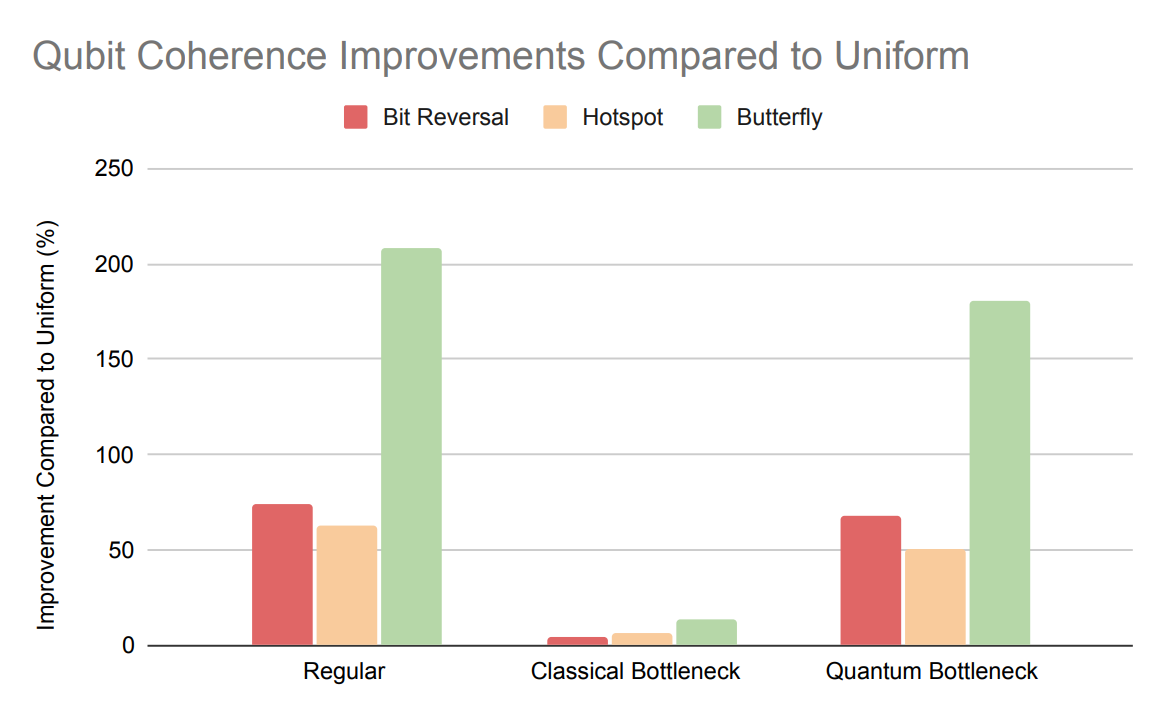 Qubit Coherence Improvements Compared to Uniform
Bit Reversal Hotspot Butterfly
Improvement Compared to Uniform (%)
250
200
150
100
50
0
Regular Classical Bottleneck Quantum Bottleneck